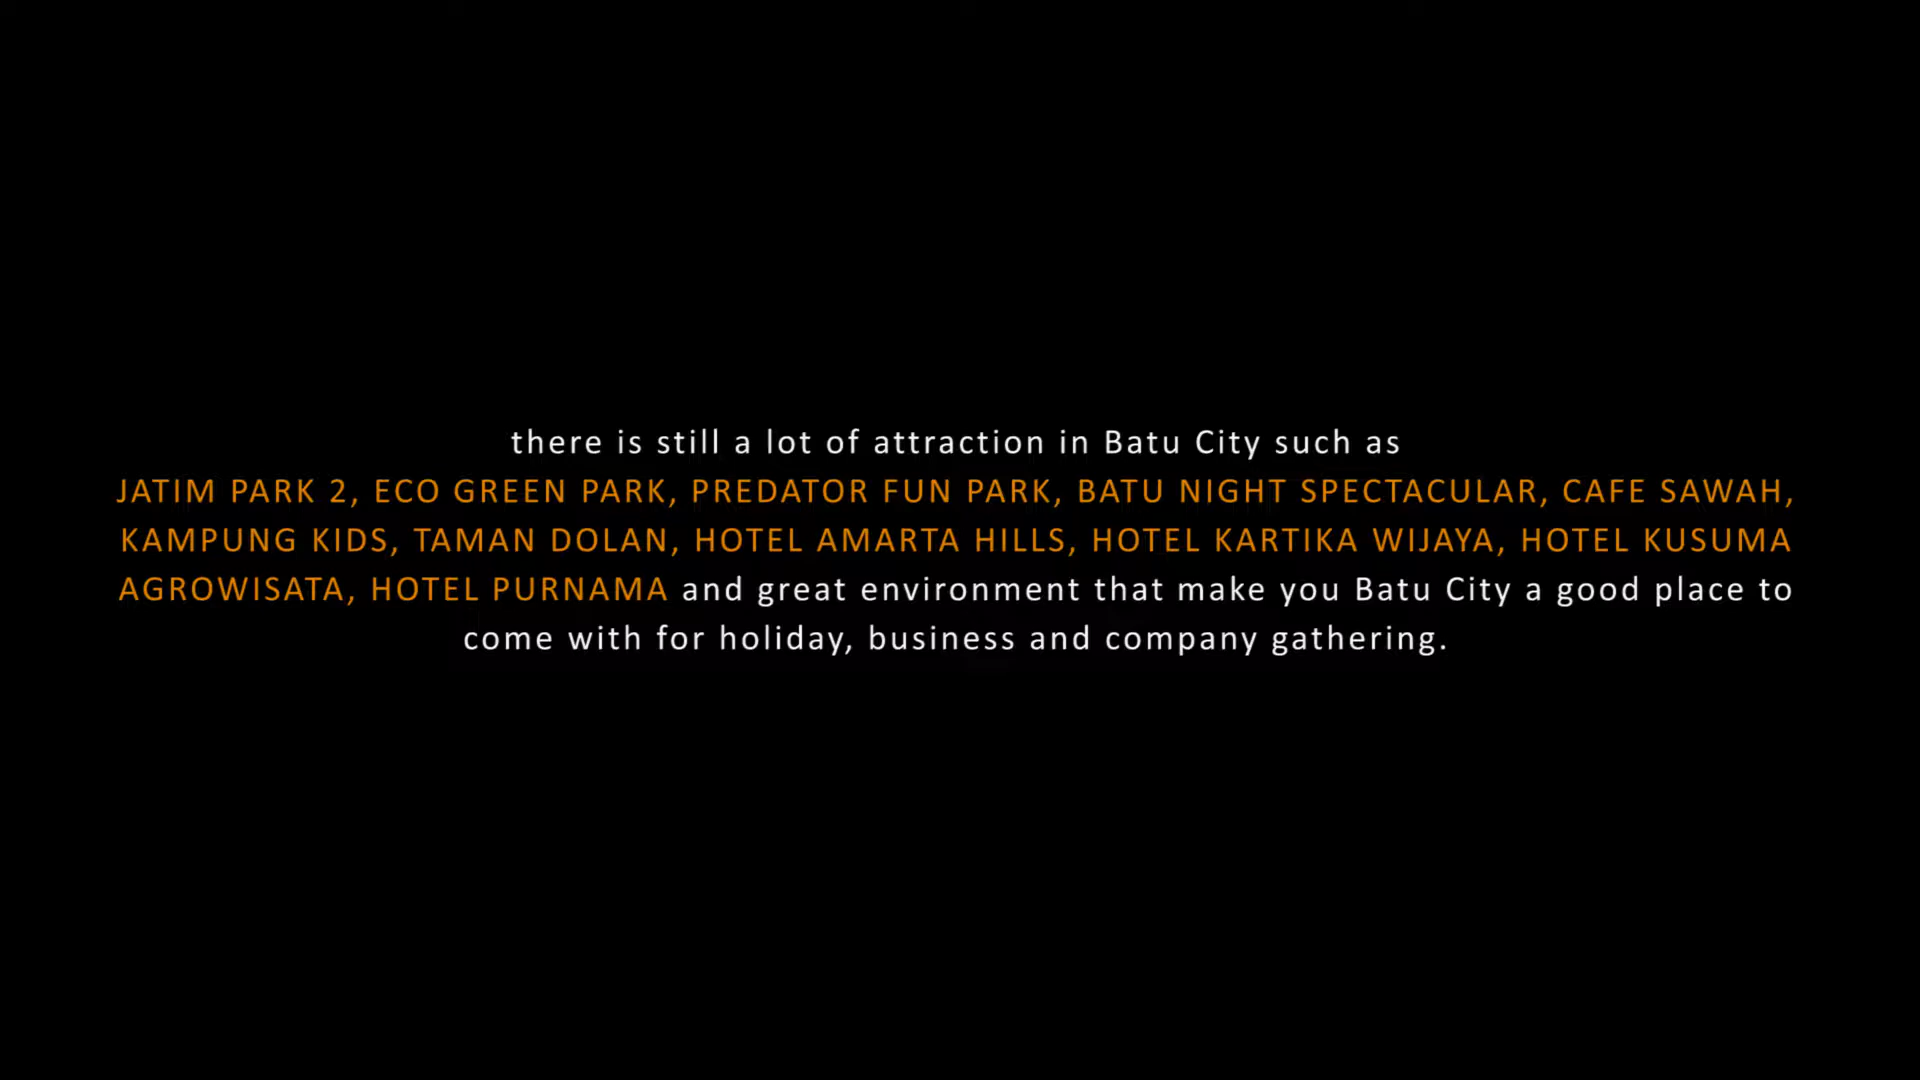 there is still a lot of attraction in Batu City such as
JATIM PARK 2, ECO GREEN PARK, PREDATOR FUN PARK, BATU NIGHT SPECTACULAR, CAFE SAWAH,
KAMPUNG KIDS, TAMAN DOLAN, HOTEL AMARTA HILLS, HOTEL KARTIKA WIJAYA, HOTEL KUSUMA
AGROWISATA, HOTEL PURNAMA and great environment that make you Batu City a good place to
come with for holiday, business and company gathering.